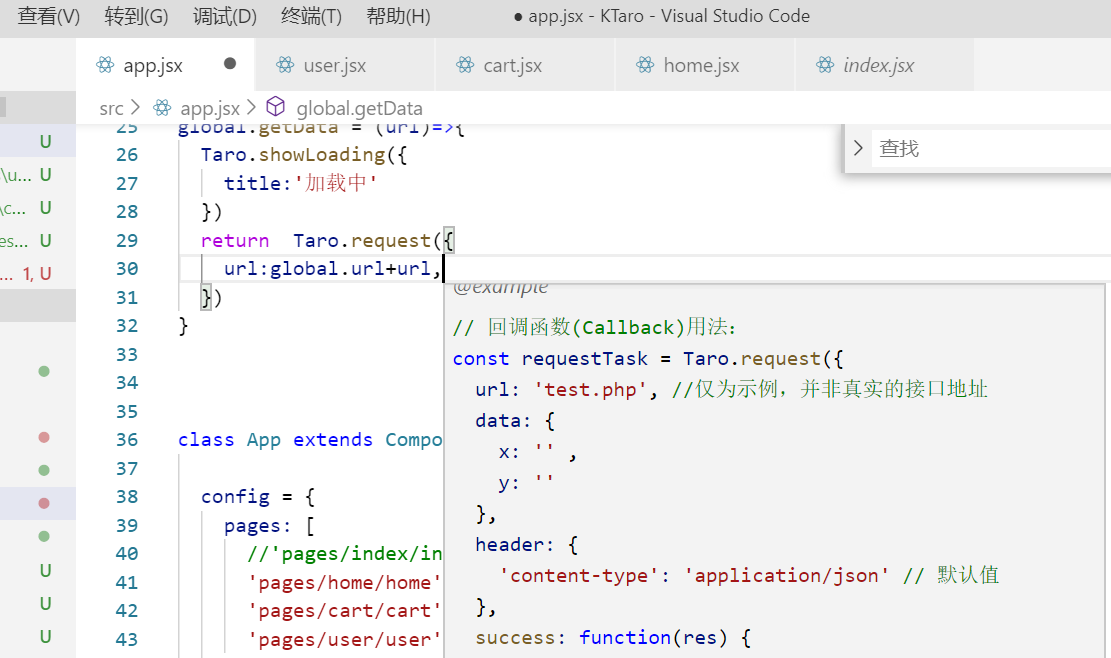 查看(V) 转到(G) 调试(D) 终端(T) 帮助(H) ● app.jsx - KTaro - Visual Studio Code
app.jsx ● user.jsx cart.jsx home.jsx index.jsx
src > app.jsx > global.getData
查找
U
\u... U
\c... U
es... U
... 1, U
U
U
U
25 global.getData = (url)=>{
26 Taro.showLoading({
27 title:'加载中'
28 })
29 return Taro.request({
30 url:global.url+url,
31 })
32 }
33
34
35
36 class App extends Compo
37
38 config = {
39 pages: [
40 //'pages/index/in
41 'pages/home/home'
42 'pages/cart/cart'
43 'pages/user/user'
@example
// 回调函数(Callback)用法：
const requestTask = Taro.request({
url: 'test.php', //仅为示例，并非真实的接口地址
data: {
x: '' ,
y: ''
},
header: {
'content-type': 'application/json' // 默认值
},
success: function(res) {